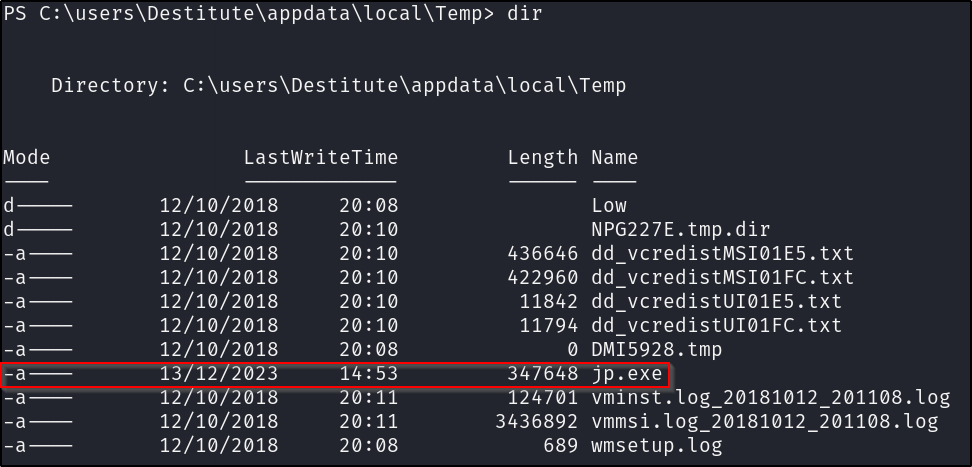 PS C:\users\Destitute\appdata\local\Temp> dir
Directory: C:\users\Destitute\appdata\local\Temp
Mode LastWriteTime Length Name
---- ------------- ------ ----
d----- 12/10/2018 20:08 Low
d----- 12/10/2018 20:10 NPG227E.tmp.dir
-a---- 12/10/2018 20:10 436646 dd_vcredistMSI01E5.txt
-a---- 12/10/2018 20:10 422960 dd_vcredistMSI01FC.txt
-a---- 12/10/2018 20:10 11842 dd_vcredistUI01E5.txt
-a---- 12/10/2018 20:10 11794 dd_vcredistUI01FC.txt
-a---- 12/10/2018 20:08 0 DMI5928.tmp
-a---- 13/12/2023 14:53 347648 jp.exe
-a---- 12/10/2018 20:11 124701 vminst.log_20181012_201108.log
-a---- 12/10/2018 20:11 3436892 vmmsi.log_20181012_201108.log
-a---- 12/10/2018 20:08 689 wmsetup.log